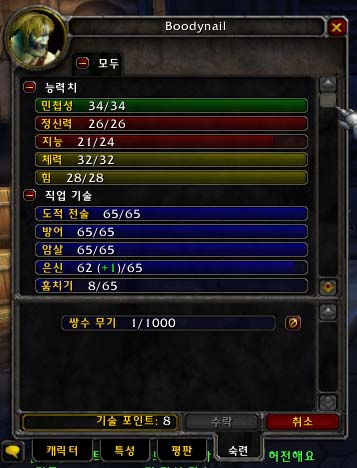 Boodynail
모두
능력치
민첩성 34/34
정신력 26/26
지능 21/24
체력 32/32
힘 28/28
직업 기술
도적 전술 65/65
방어 65/65
암살 65/65
은신 62 (+1)/65
훔치기 8/65
쌍수 무기 1/1000
기술 포인트: 8 수락 취소
캐릭터 특성 평판 숙련
허전해요